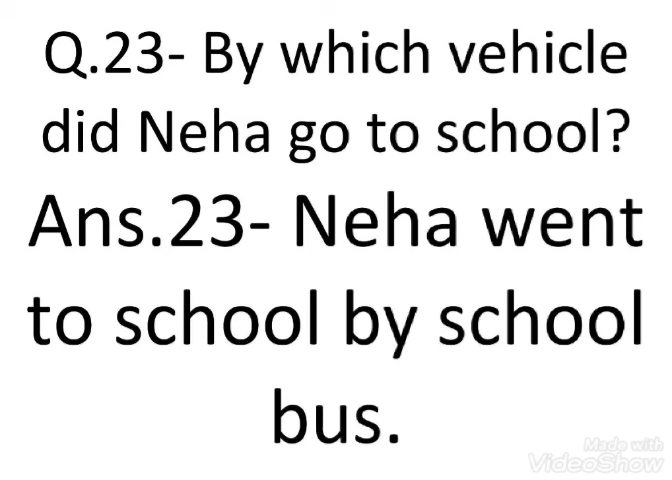 Q.23- By which vehicle
did Neha go to school?
Ans.23- Neha went
to school by school
bus.
Made with
VideoShow